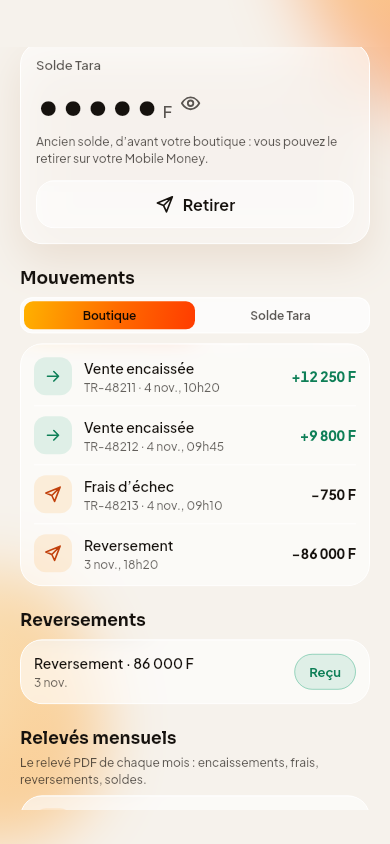 Solde Tara
●●●●● F
Ancien solde, d’avant votre boutique : vous pouvez le
retirer sur votre Mobile Money.
Retirer
Mouvements
Boutique
Solde Tara
Vente encaissée
TR-48211 · 4 nov., 10h20
+12 250 F
Vente encaissée
TR-48212 · 4 nov., 09h45
+9 800 F
Frais d’échec
TR-48213 · 4 nov., 09h10
−750 F
Reversement
3 nov., 18h20
−86 000 F
Reversements
Reversement · 86 000 F
3 nov.
Reçu
Relevés mensuels
Le relevé PDF de chaque mois : encaissements, frais,
reversements, soldes.